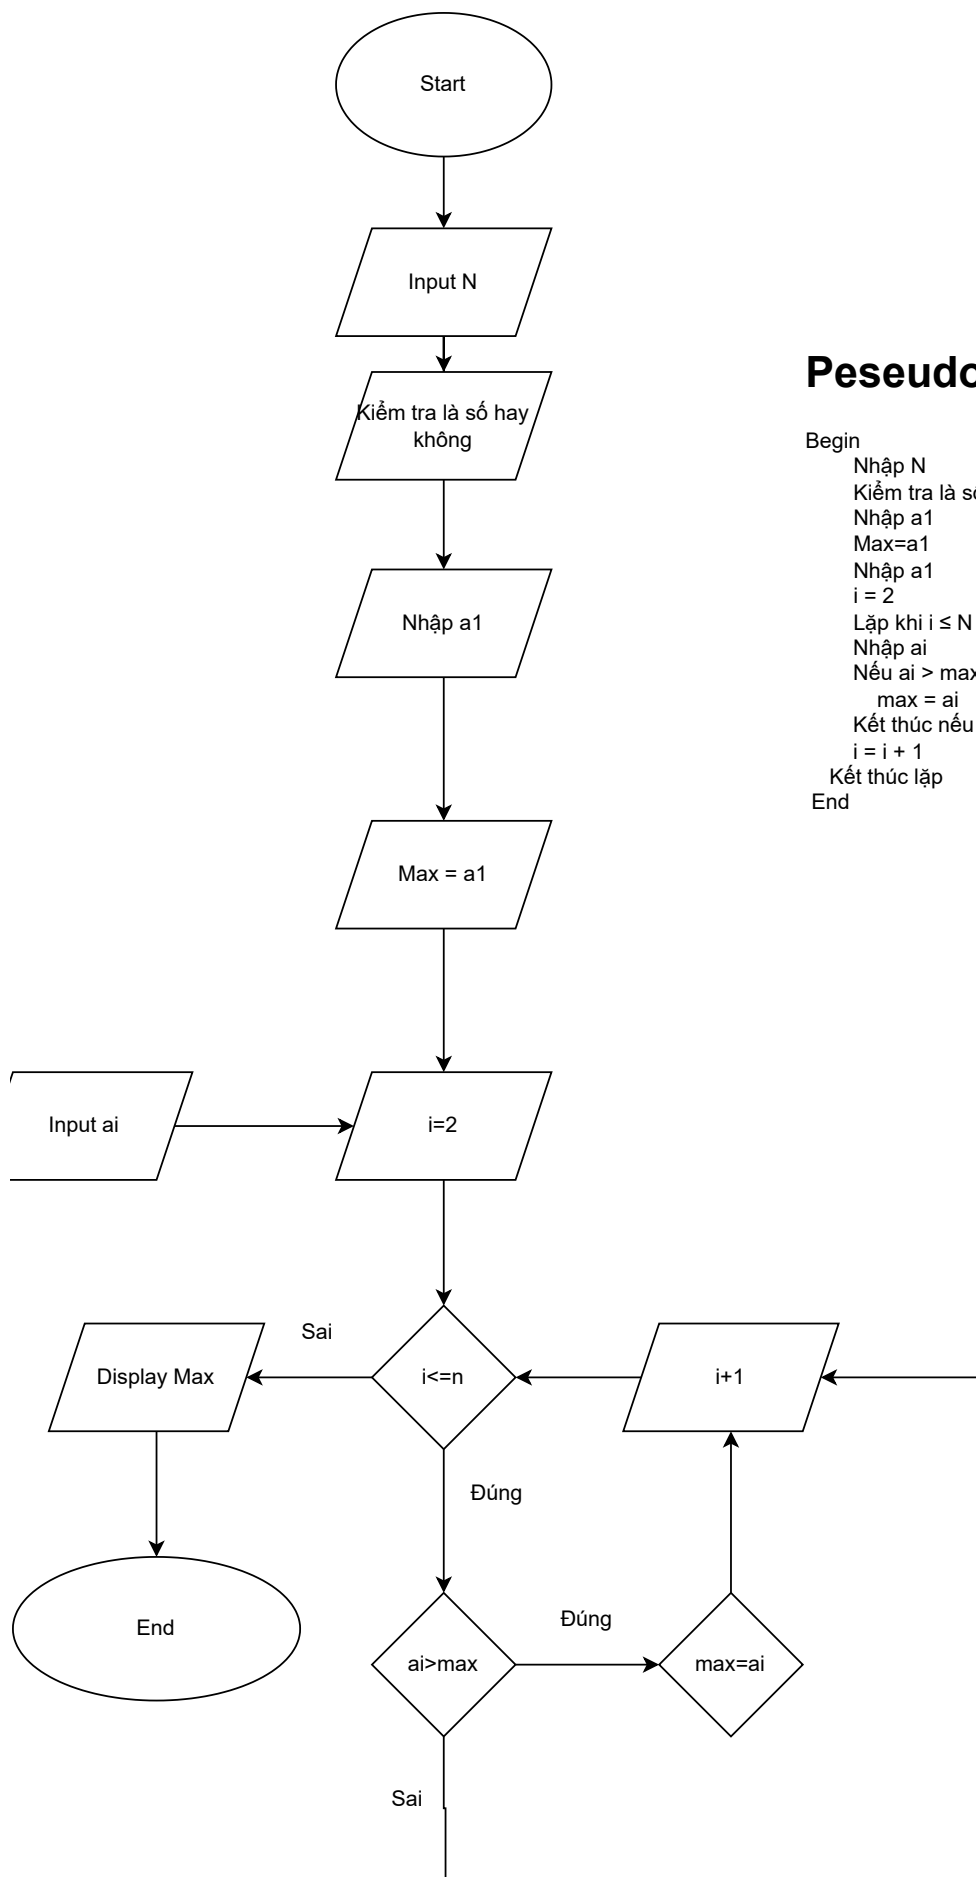 Start
Input N
Kiểm tra là số hay
không
Nhập a1
Max = a1
Input ai
i=2
Sai
Display Max
i<=n
i+1
Đúng
End
Đúng
ai>max
max=ai
Sai
Peseudo
Begin
Nhập N
Kiểm tra là số
Nhập a1
Max=a1
Nhập a1
i = 2
Lặp khi i ≤ N
Nhập ai
Nếu ai > max
max = ai
Kết thúc nếu
i = i + 1
Kết thúc lặp
End